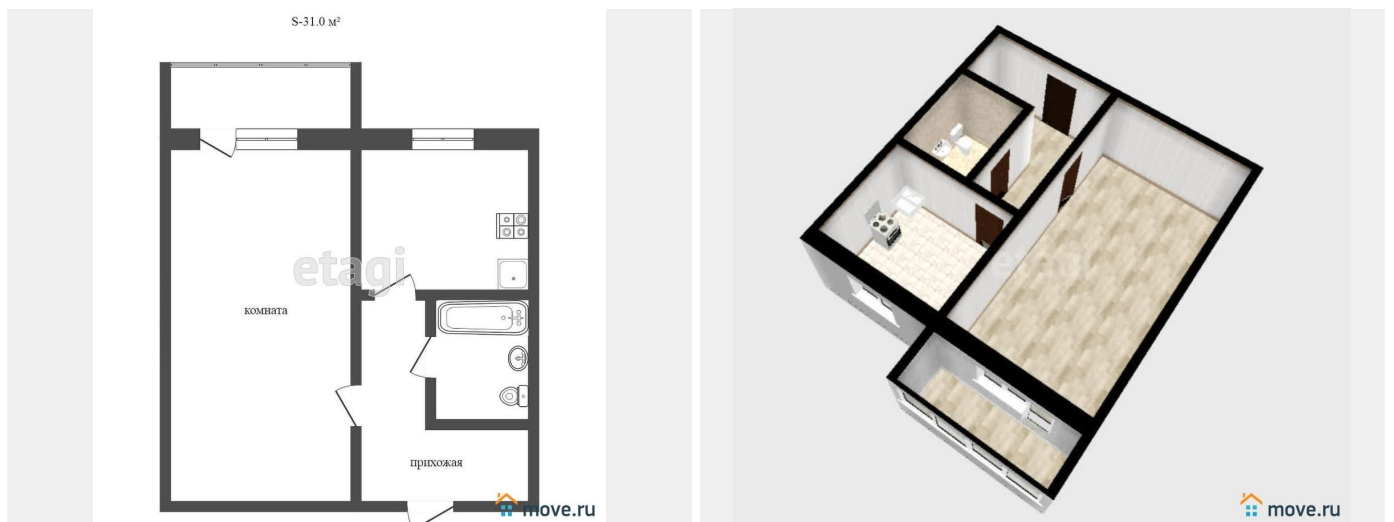 S-31.0 м²
etagi
комната
прихожая
move.ru
move.ru